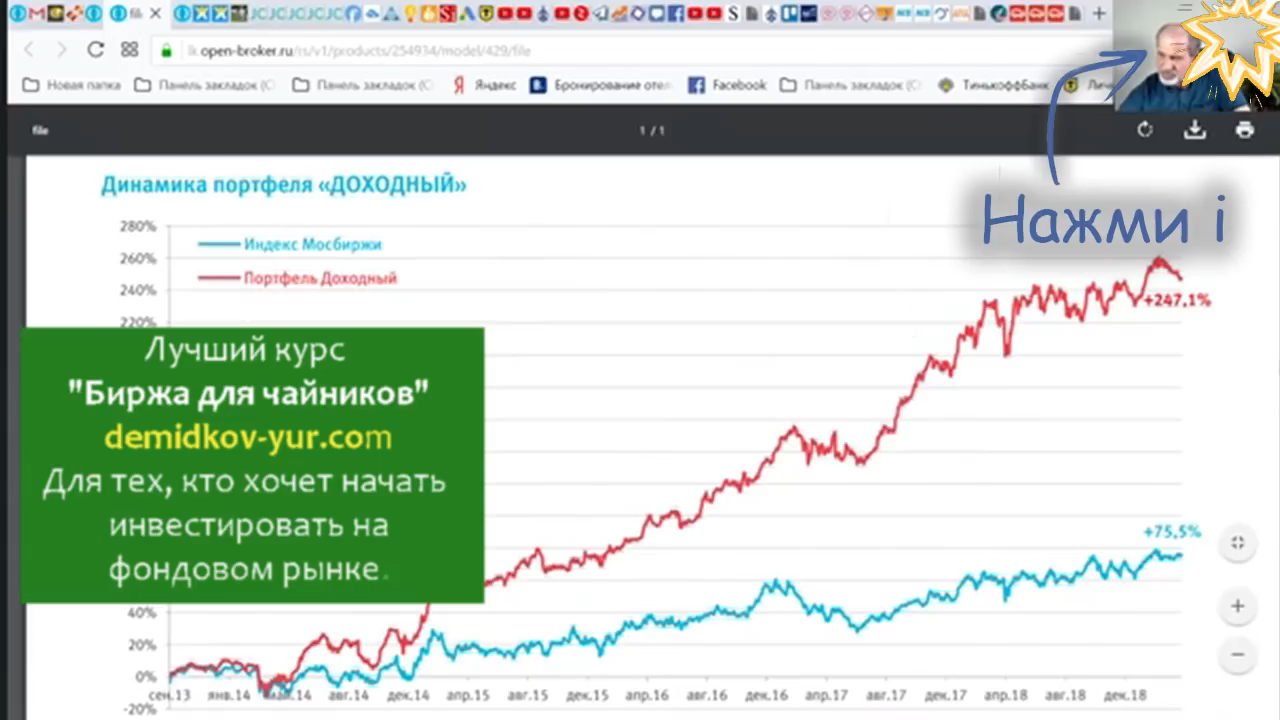 lk.open-broker.ru/rs/v1/products/254934/model/429/file
Новая папка
Панель закладок (С
Панель закладок (С
Яндекс
Бронирование оте
Facebook
Панель закладок (С
ТинькоффБанк
Лич
file
1 / 1
Нажми i
Динамика портфеля «ДОХОДНЫЙ»
280%
260%
240%
220%
Индекс Мосбиржи
Портфель Доходный
+247,1%
Лучший курс
"Биржа для чайников"
demidkov-yur.com
Для тех, кто хочет начать
инвестировать на
фондовом рынке.
+75,5%
40%
20%
0%
-20%
сен.13 янв.14 май.14 авг.14 дек.14 апр.15 авг.15 дек.15 апр.16 авг.16 дек.16 апр.17 авг.17 дек.17 апр.18 авг.18 дек.18